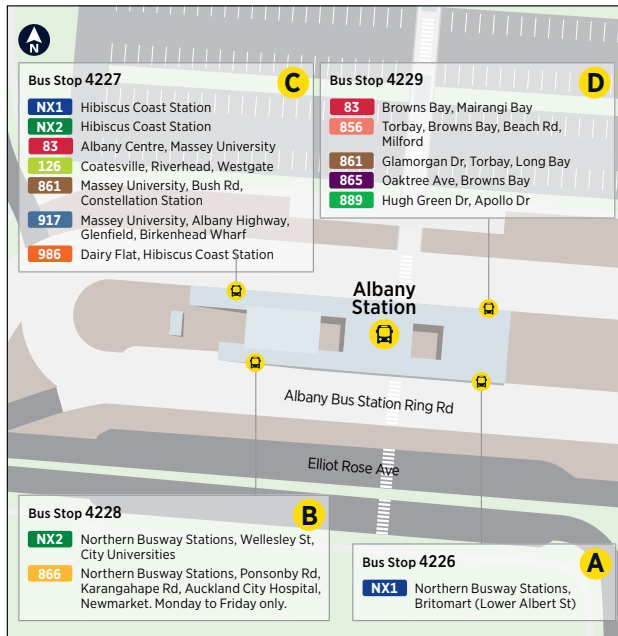 N
Bus Stop 4227
C
NX1 Hibiscus Coast Station
NX2 Hibiscus Coast Station
83 Albany Centre, Massey University
126 Coatesville, Riverhead, Westgate
861 Massey University, Bush Rd,
Constellation Station
917 Massey University, Albany Highway,
Glenfield, Birkenhead Wharf
986 Dairy Flat, Hibiscus Coast Station
Bus Stop 4229
D
83 Browns Bay, Mairangi Bay
856 Torbay, Browns Bay, Beach Rd,
Milford
861 Glamorgan Dr, Torbay, Long Bay
865 Oaktree Ave, Browns Bay
889 Hugh Green Dr, Apollo Dr
Albany
Station
Albany Bus Station Ring Rd
Elliot Rose Ave
Bus Stop 4228
B
NX2 Northern Busway Stations, Wellesley St,
City Universities
866 Northern Busway Stations, Ponsonby Rd,
Karangahape Rd, Auckland City Hospital,
Newmarket. Monday to Friday only.
Bus Stop 4226
A
NX1 Northern Busway Stations,
Britomart (Lower Albert St)